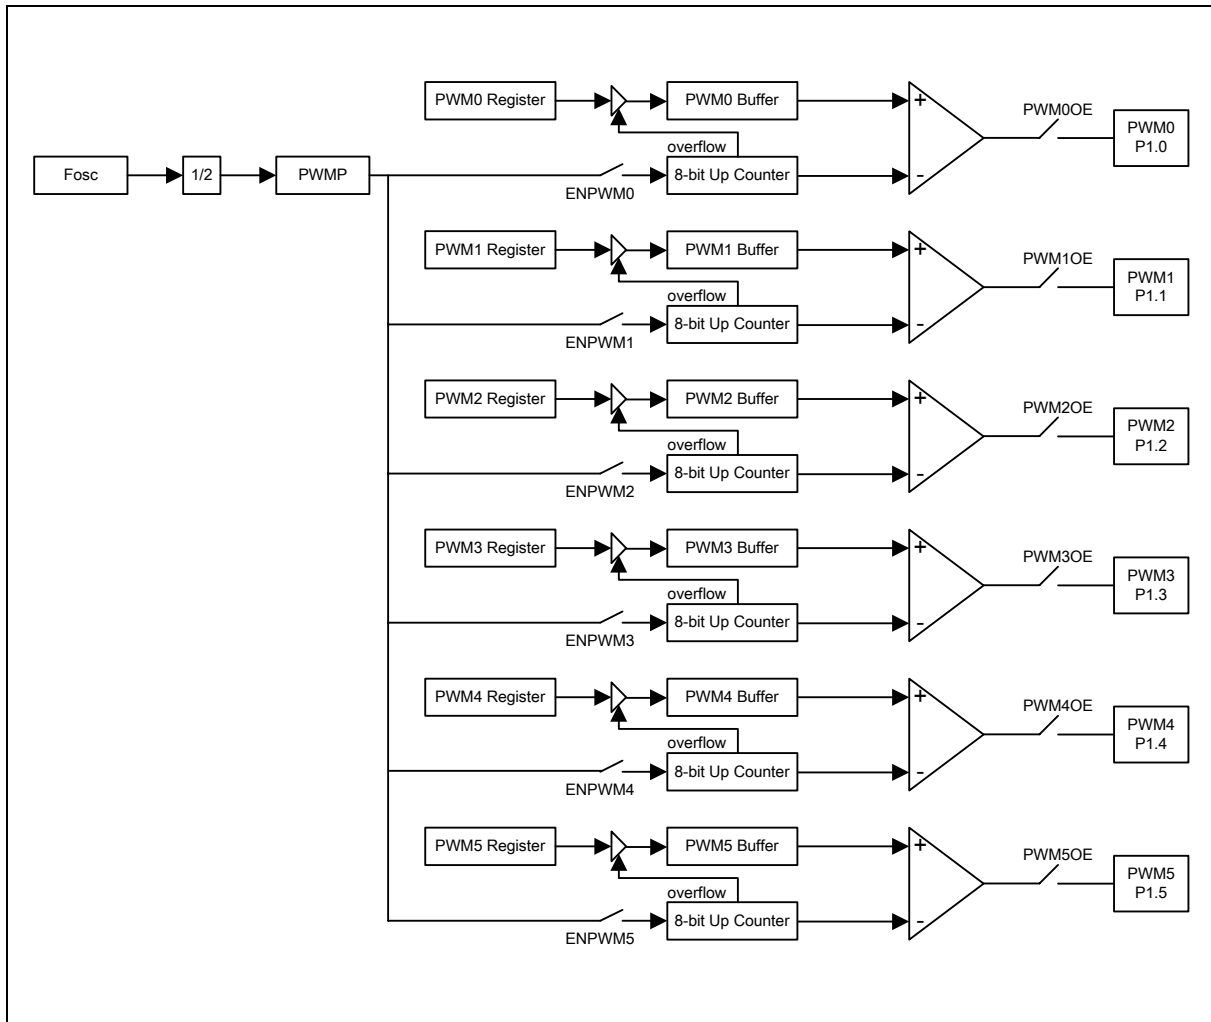 PWM0 Register
PWM0 Buffer
+
PWM0OE
PWM0
P1.0
overflow
Fosc
1/2
PWMP
ENPWM0
8-bit Up Counter
-
PWM1 Register
PWM1 Buffer
+
PWM1OE
PWM1
P1.1
overflow
ENPWM1
8-bit Up Counter
-
PWM2 Register
PWM2 Buffer
+
PWM2OE
PWM2
P1.2
overflow
ENPWM2
8-bit Up Counter
-
PWM3 Register
PWM3 Buffer
+
PWM3OE
PWM3
P1.3
overflow
ENPWM3
8-bit Up Counter
-
PWM4 Register
PWM4 Buffer
+
PWM4OE
PWM4
P1.4
overflow
ENPWM4
8-bit Up Counter
-
PWM5 Register
PWM5 Buffer
+
PWM5OE
PWM5
P1.5
overflow
ENPWM5
8-bit Up Counter
-